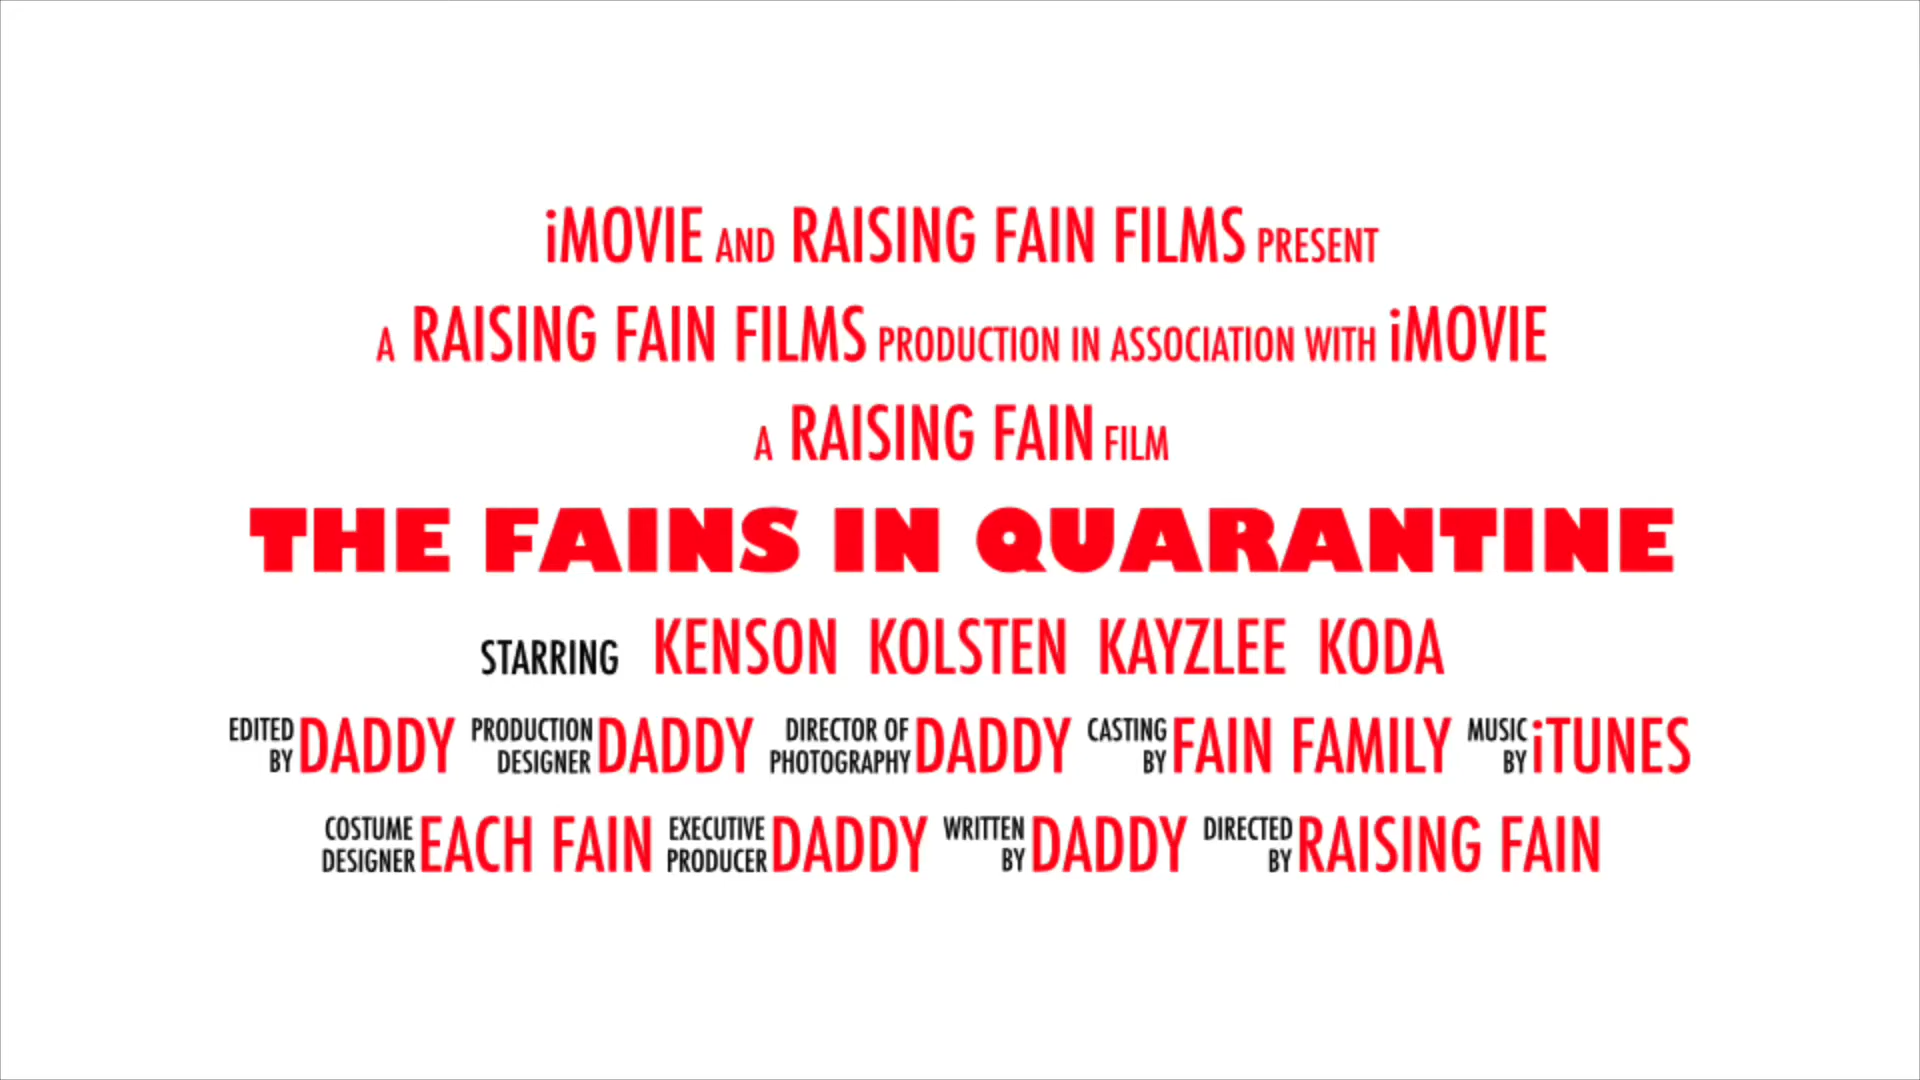 iMOVIE AND RAISING FAIN FILMS PRESENT
A RAISING FAIN FILMS PRODUCTION IN ASSOCIATION WITH iMOVIE
A RAISING FAIN FILM
THE FAINS IN QUARANTINE
STARRING KENSON KOLSTEN KAYZLEE KODA
EDITED BY DADDY PRODUCTION DESIGNER DADDY DIRECTOR OF PHOTOGRAPHY DADDY CASTING BY FAIN FAMILY MUSIC BY iTUNES
COSTUME DESIGNER EACH FAIN EXECUTIVE PRODUCER DADDY WRITTEN BY DADDY DIRECTED BY RAISING FAIN